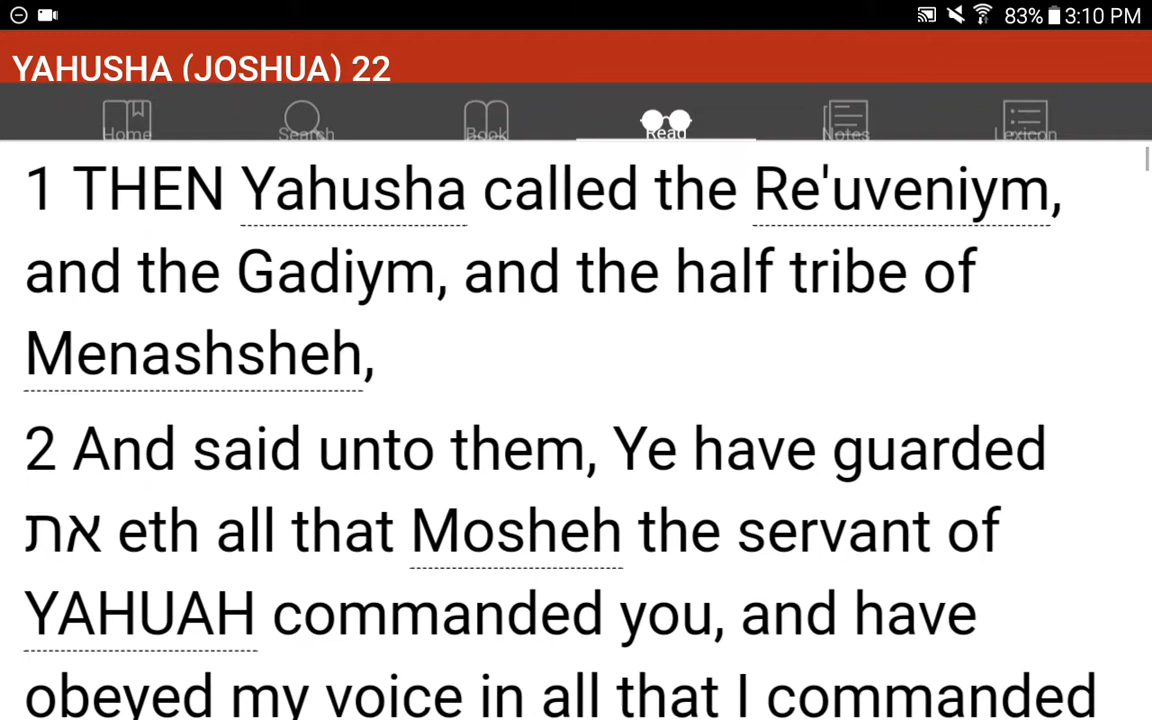 83% 3:10 PM
YAHUSHA (JOSHUA) 22
Home Search Book Read Notes Lexicon
1 THEN Yahusha called the Re'uveniym,
and the Gadiym, and the half tribe of
Menashsheh,
2 And said unto them, Ye have guarded
את eth all that Mosheh the servant of
YAHUAH commanded you, and have
obeyed my voice in all that I commanded